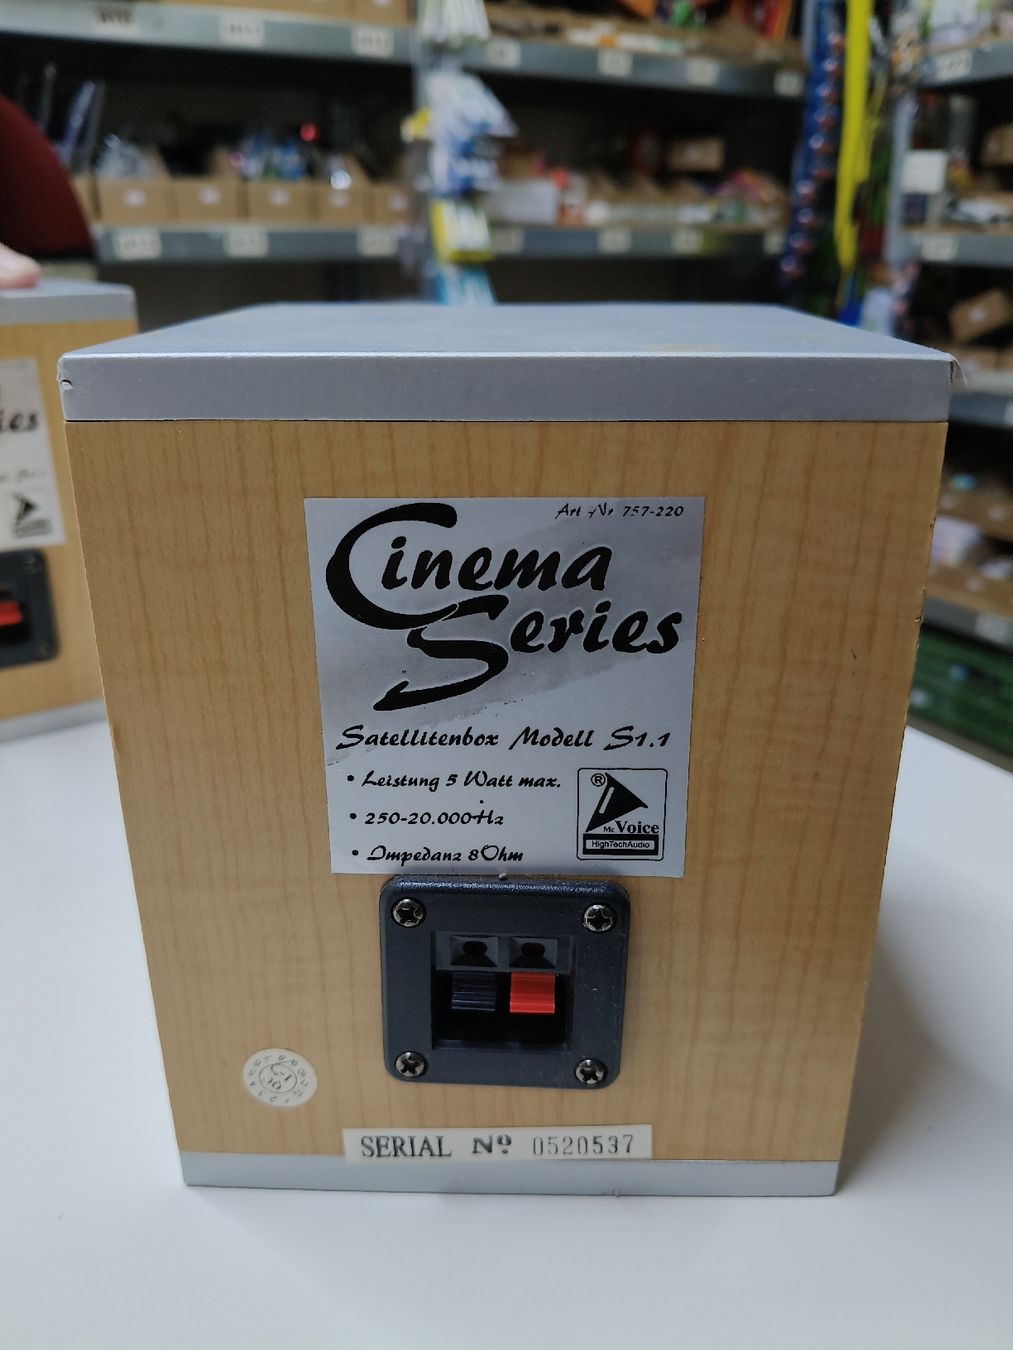 Art.-Nr. 757-220
Cinema
Series
Satellitenbox Modell S1.1
• Leistung 5 Watt max.
• 250-20.000Hz
• Impedanz 8Ohm
®
Mc Voice
HighTechAudio
SERIAL Nº 0520537
ies